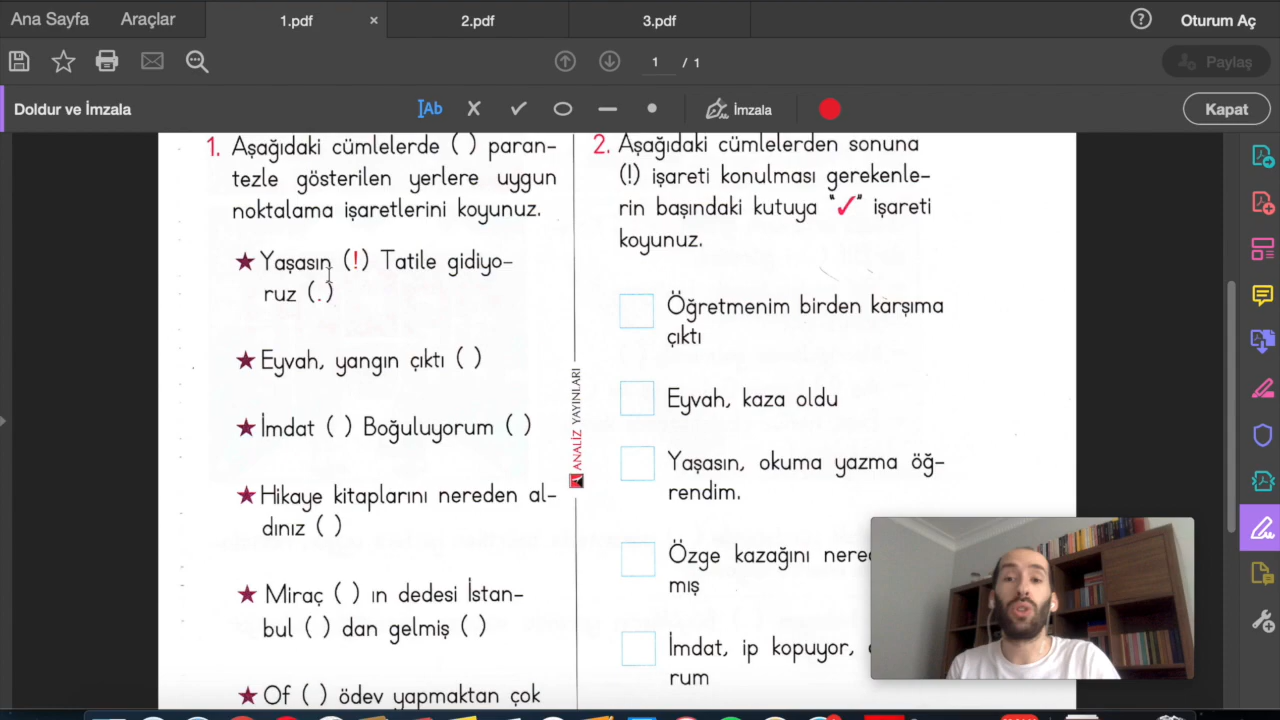 Ana Sayfa
Araçlar
1.pdf
×
2.pdf
3.pdf
?
Oturum Aç
1 / 1
Paylaş
Doldur ve İmzala
Ab
İmzala
Kapat
1. Aşağıdaki cümlelerde ( ) paran-
tezle gösterilen yerlere uygun
noktalama işaretlerini koyunuz.
★ Yaşasın (!) Tatile gidiyo-
ruz (.)
★ Eyvah, yangın çıktı ( )
★ İmdat ( ) Boğuluyorum ( )
★ Hikaye kitaplarını nereden al-
dınız ( )
★ Miraç ( ) ın dedesi İstan-
bul ( ) dan gelmiş ( )
★ Of ( ) ödev yapmaktan çok
ANALİZ YAYINLARI
2. Aşağıdaki cümlelerden sonuna
(!) işareti konulması gerekenle-
rin başındaki kutuya "✓" işareti
koyunuz.
Öğretmenim birden karşıma
çıktı
Eyvah, kaza oldu
Yaşasın, okuma yazma öğ-
rendim.
Özge kazağını
mış
İmdat, ip kopuyor,
rum